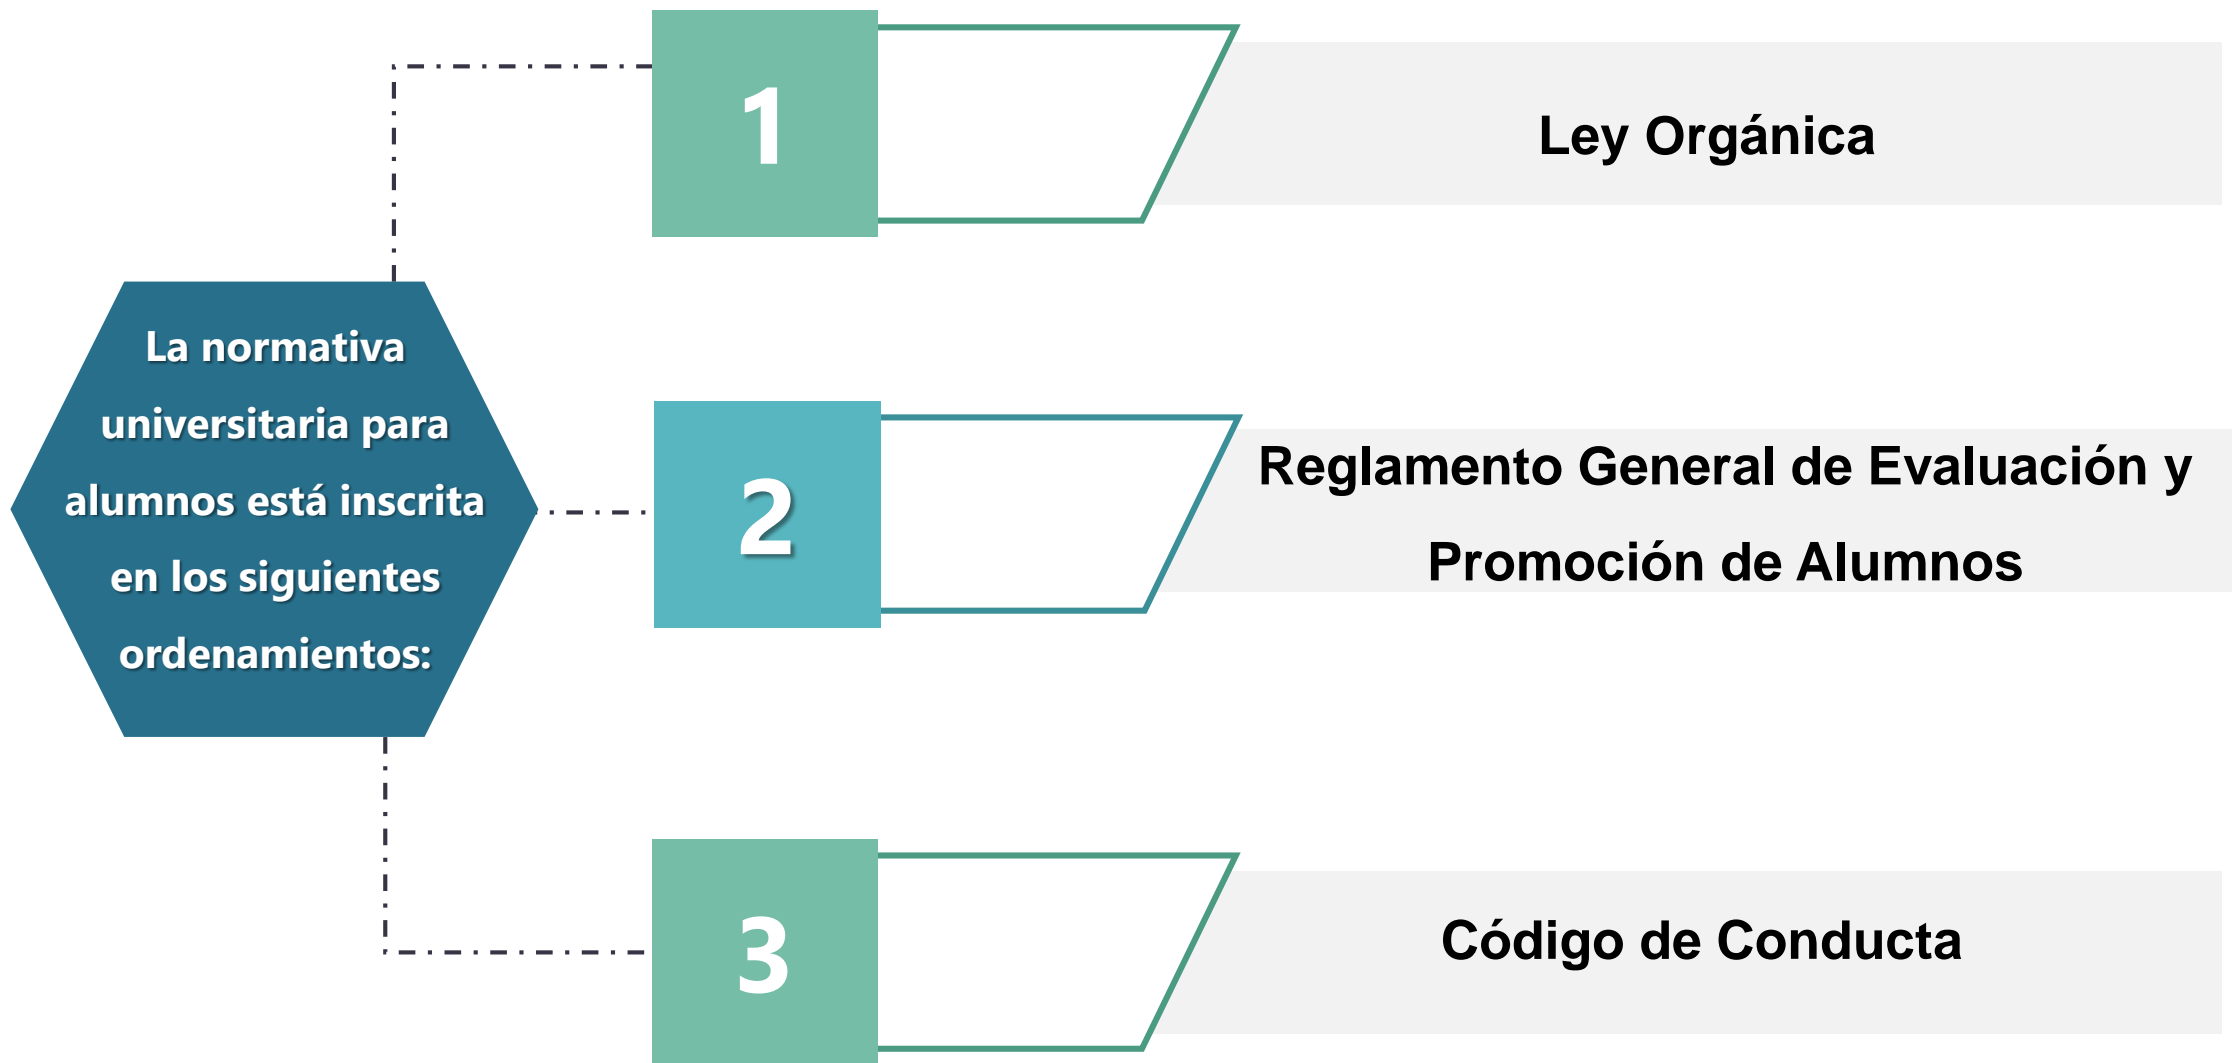 La normativa
universitaria para
alumnos está inscrita
en los siguientes
ordenamientos:
1
Ley Orgánica
2
Reglamento General de Evaluación y
Promoción de Alumnos
3
Código de Conducta